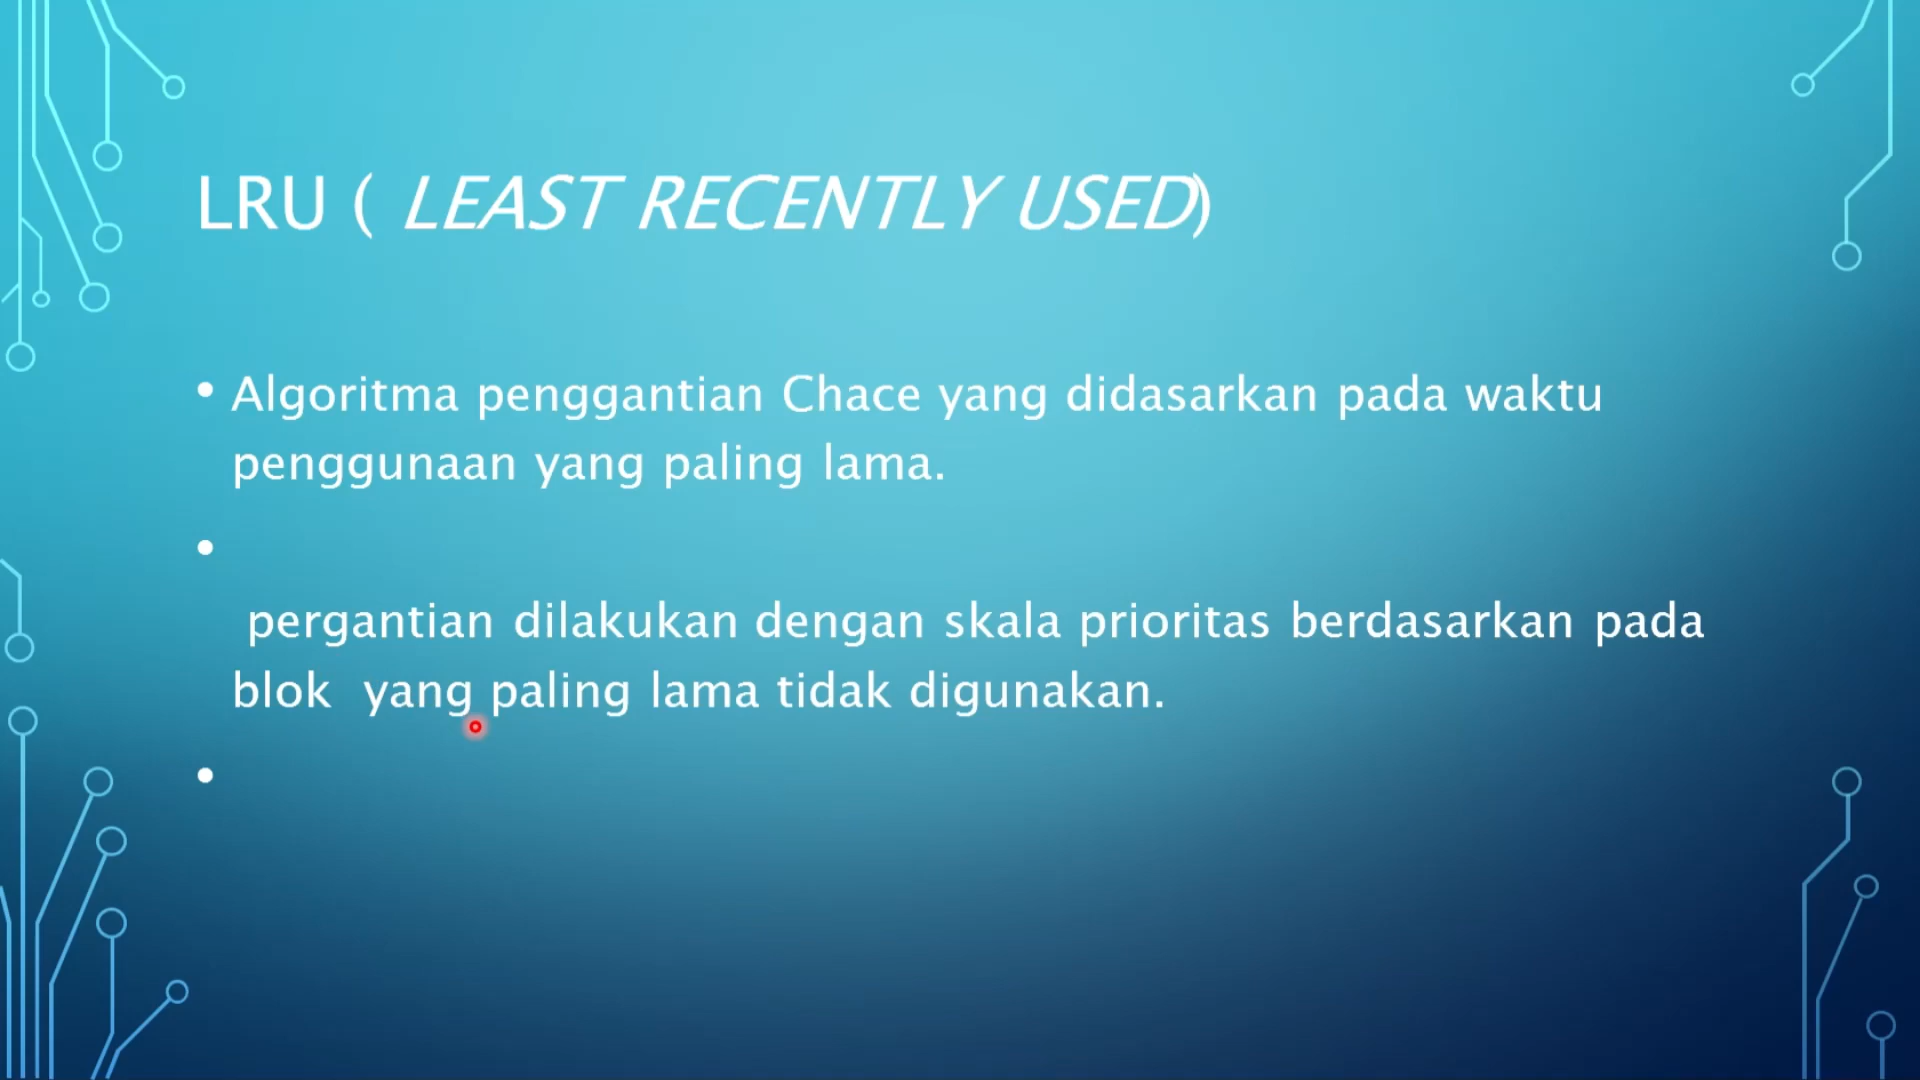 LRU ( LEAST RECENTLY USED)
• Algoritma penggantian Chace yang didasarkan pada waktu
penggunaan yang paling lama.
•
pergantian dilakukan dengan skala prioritas berdasarkan pada
blok  yang paling lama tidak digunakan.
•